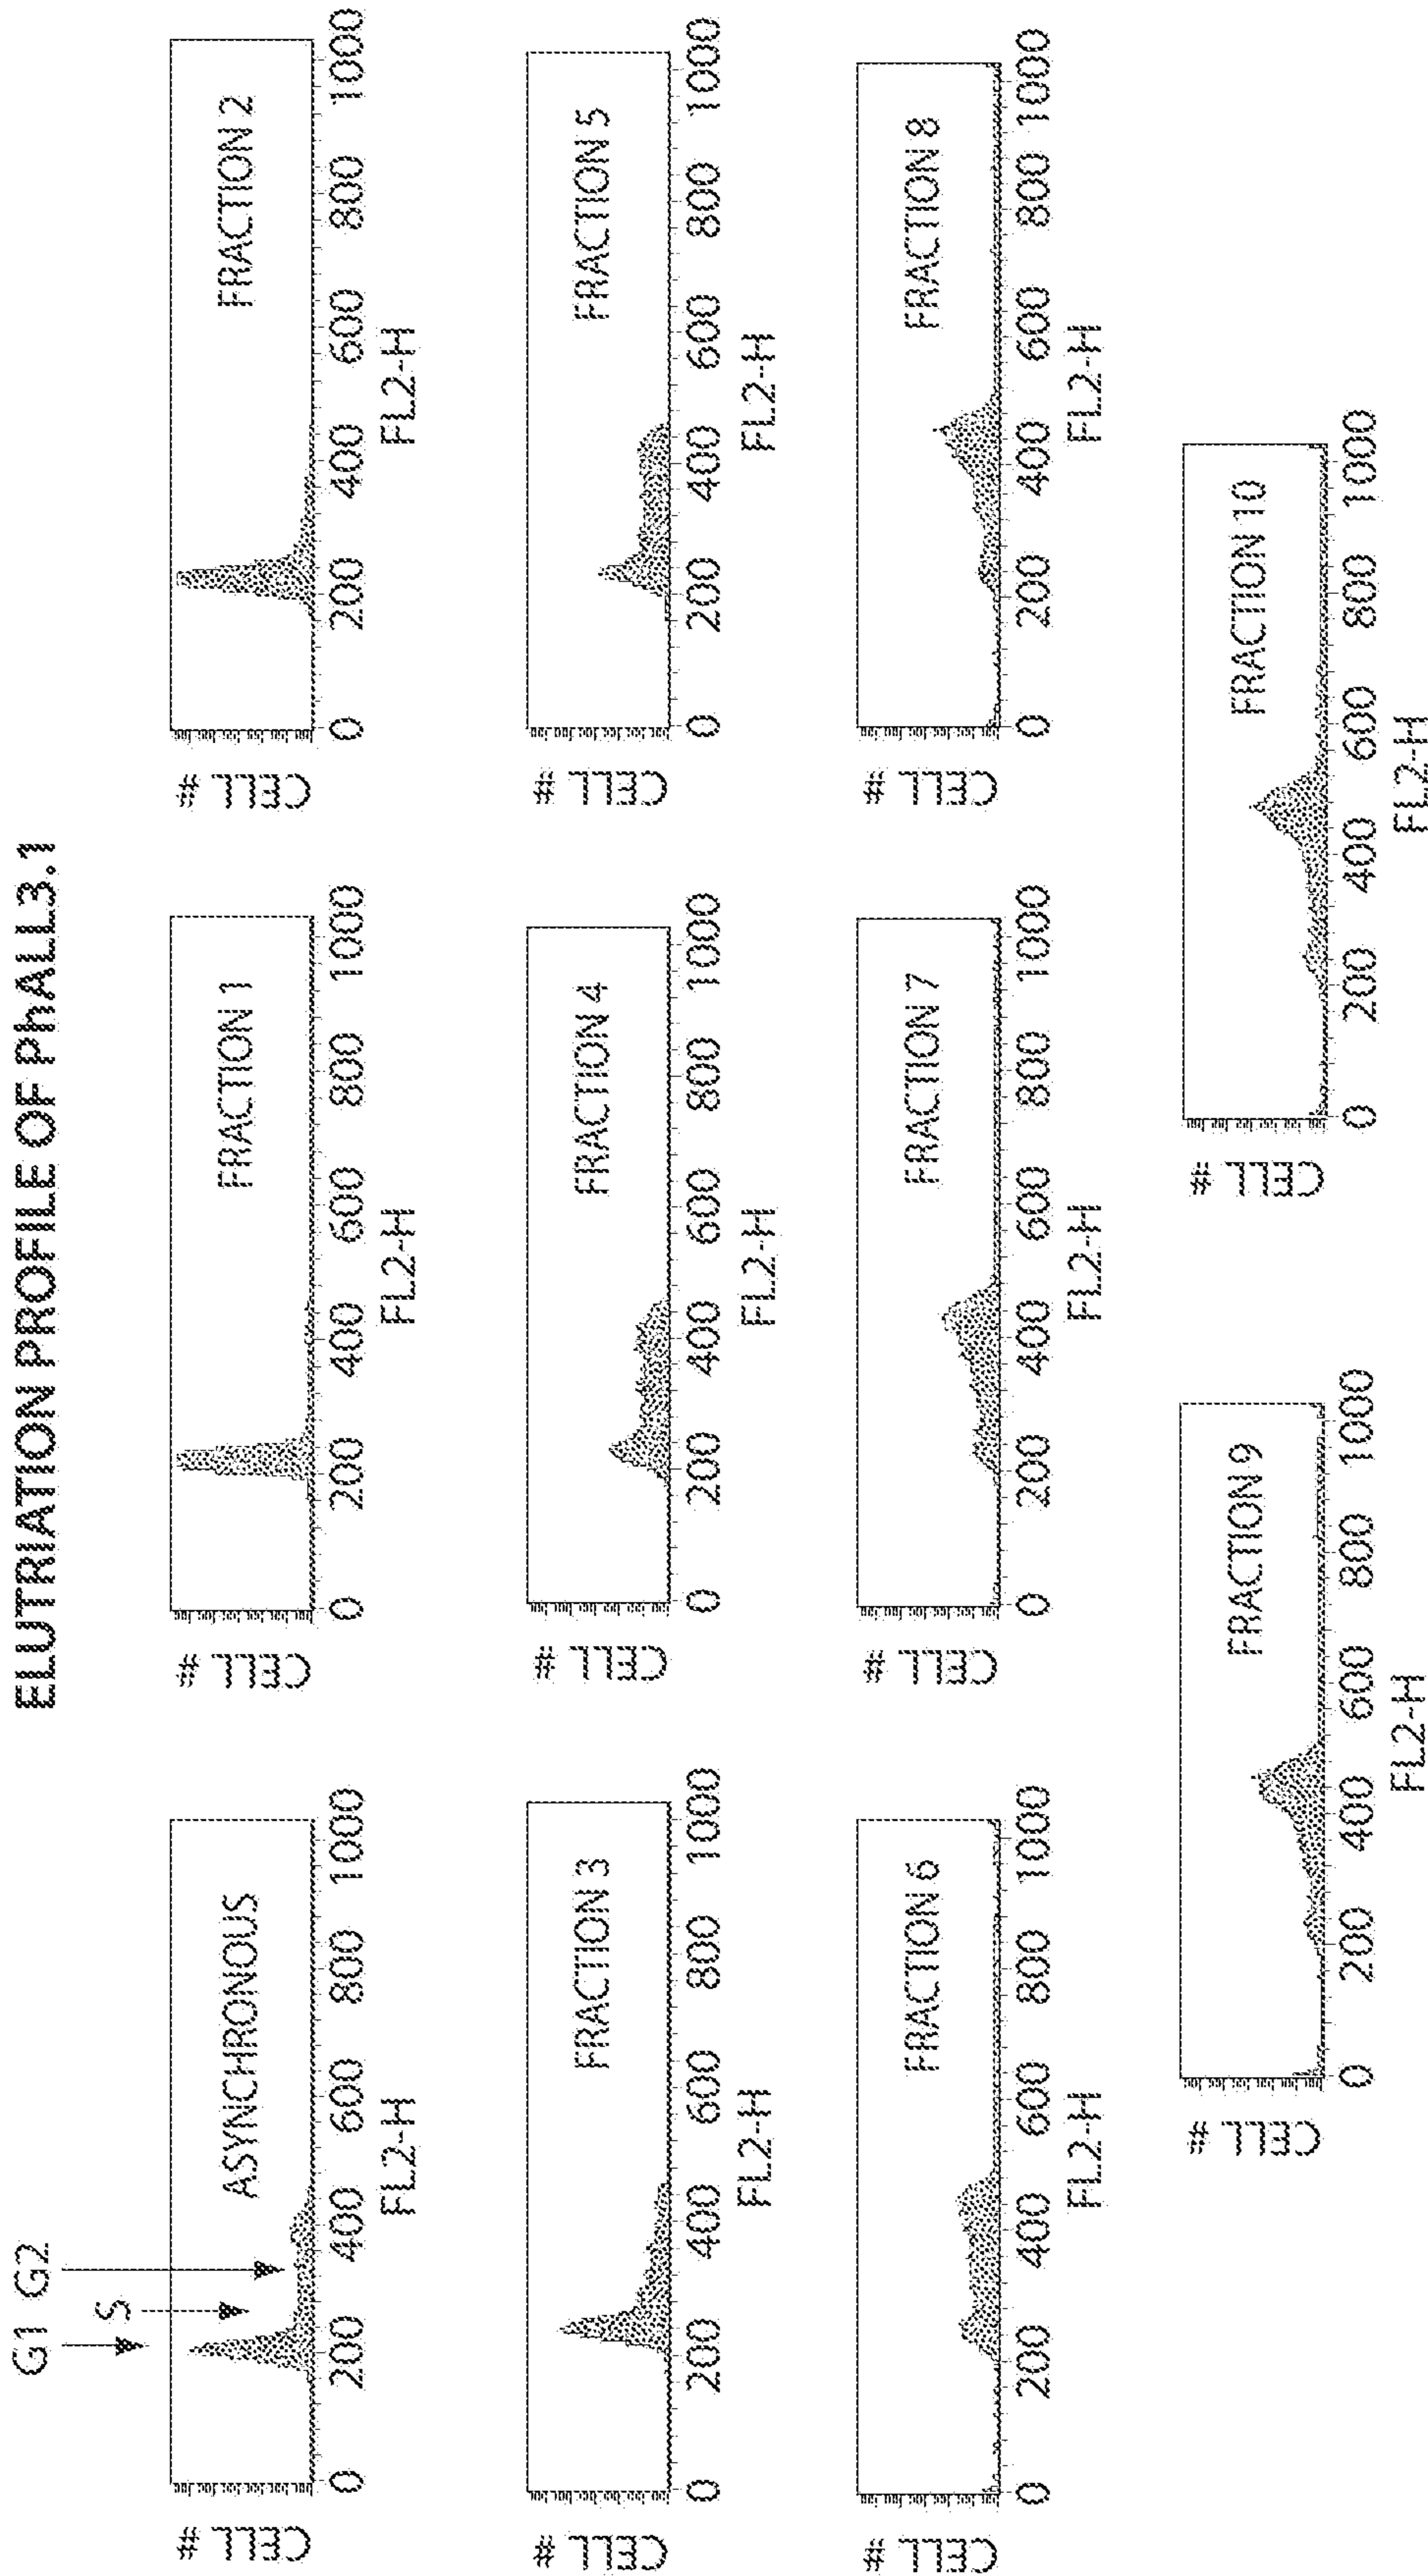 ELUTRIATION PROFILE OF PhALL3.1
G1 G2
S
CELL #
ASYNCHRONOUS
0 200 400 600 800 1000
FL2-H
CELL #
FRACTION 1
0 200 400 600 800 1000
FL2-H
CELL #
FRACTION 2
0 200 400 600 800 1000
FL2-H
CELL #
FRACTION 3
0 200 400 600 800 1000
FL2-H
CELL #
FRACTION 4
0 200 400 600 800 1000
FL2-H
CELL #
FRACTION 5
0 200 400 600 800 1000
FL2-H
CELL #
FRACTION 6
0 200 400 600 800 1000
FL2-H
CELL #
FRACTION 7
0 200 400 600 800 1000
FL2-H
CELL #
FRACTION 8
0 200 400 600 800 1000
FL2-H
CELL #
FRACTION 9
0 200 400 600 800 1000
FL2-H
CELL #
FRACTION 10
0 200 400 600 800 1000
FL2-H